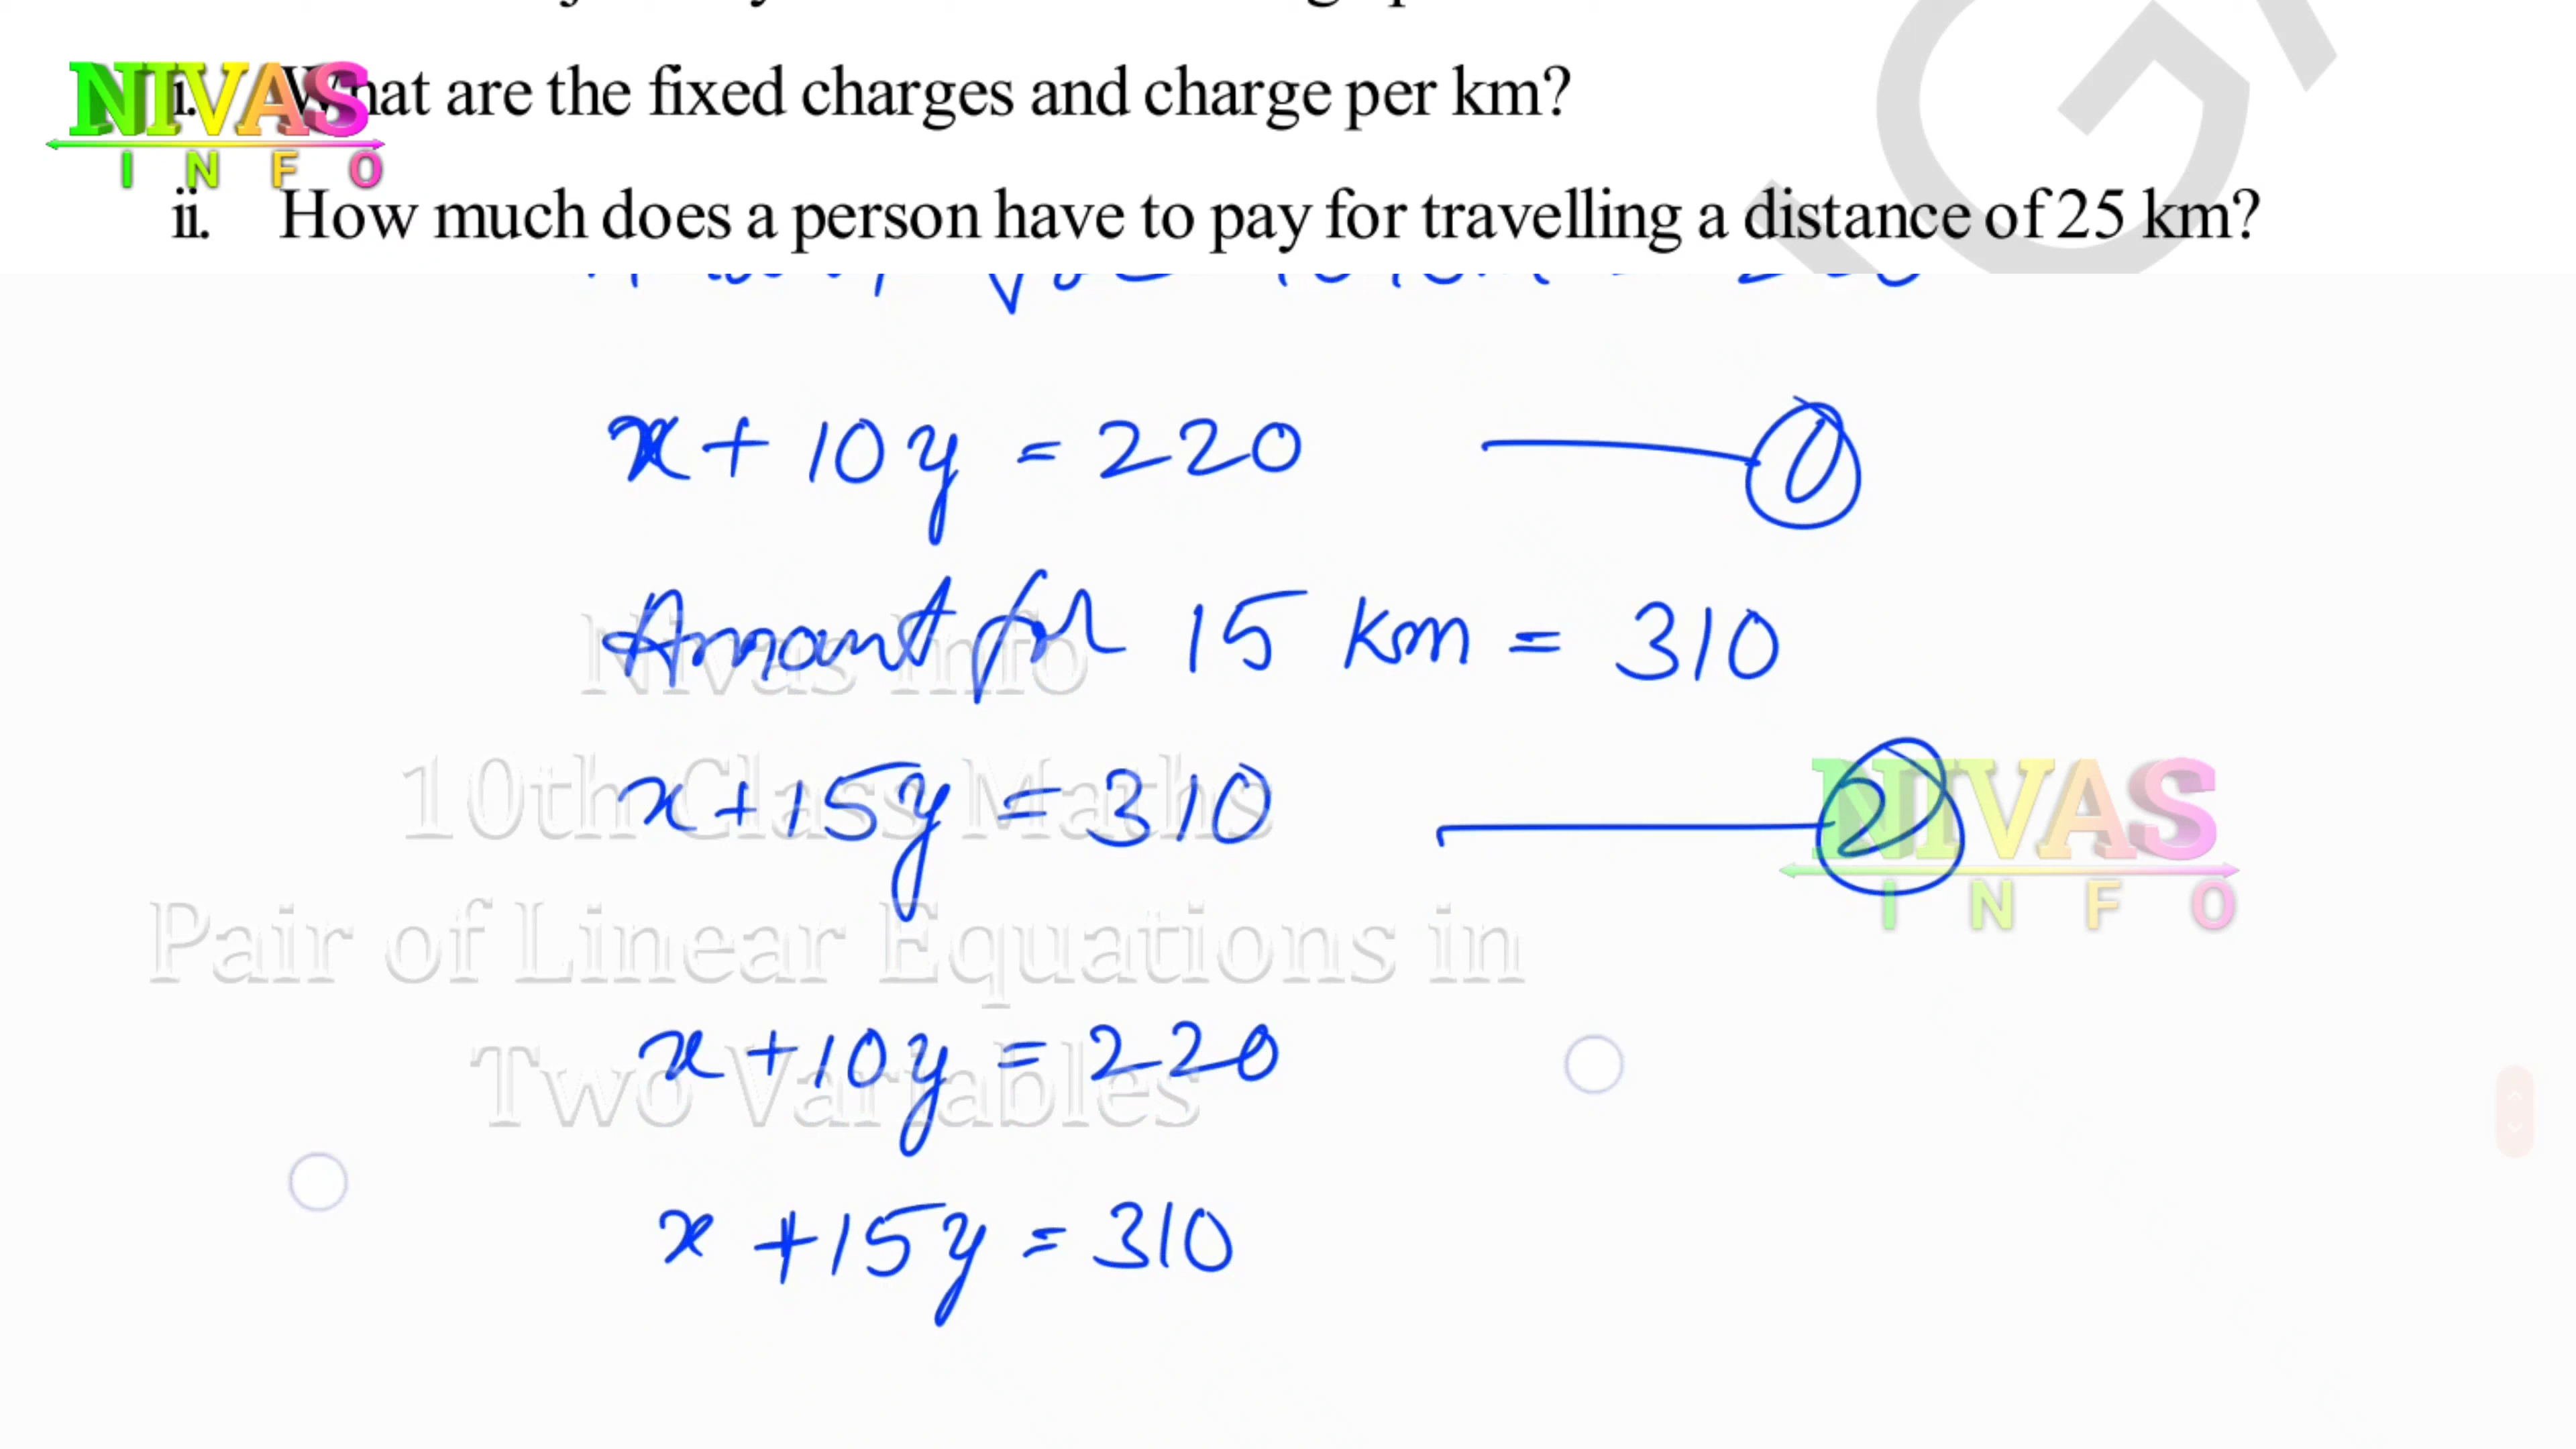 NIVAS
INFO
i. What are the fixed charges and charge per km?
ii. How much does a person have to pay for travelling a distance of 25 km?
x + 10y = 220 1
Amount for 15 km = 310
Nivas Info
x + 15y = 310 2
NIVAS
INFO
10th Class Maths
Pair of Linear Equations in
Two Variables
x + 10y = 220
x + 15y = 310